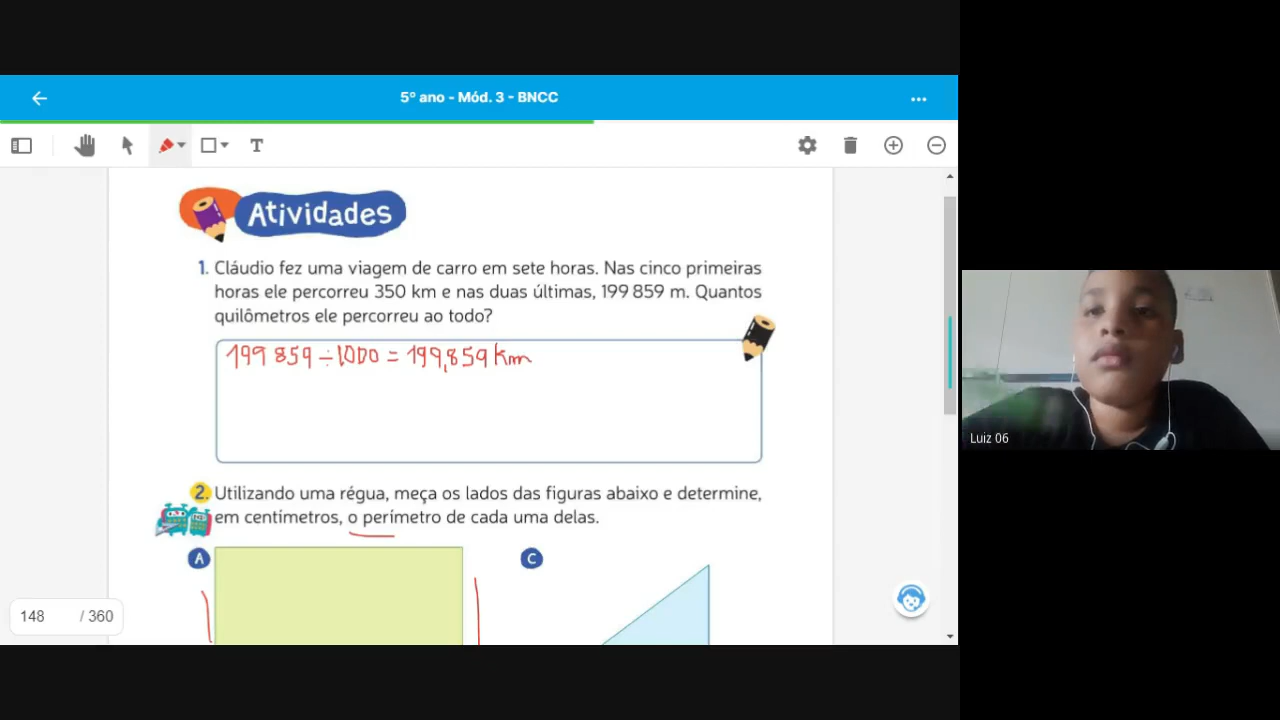 5º ano - Mód. 3 - BNCC
T
Atividades
1. Cláudio fez uma viagem de carro em sete horas. Nas cinco primeiras
horas ele percorreu 350 km e nas duas últimas, 199 859 m. Quantos
quilômetros ele percorreu ao todo?
199 859 ÷ 1000 = 199,859 km
2. Utilizando uma régua, meça os lados das figuras abaixo e determine,
em centímetros, o perímetro de cada uma delas.
A
C
148 / 360
Luiz 06